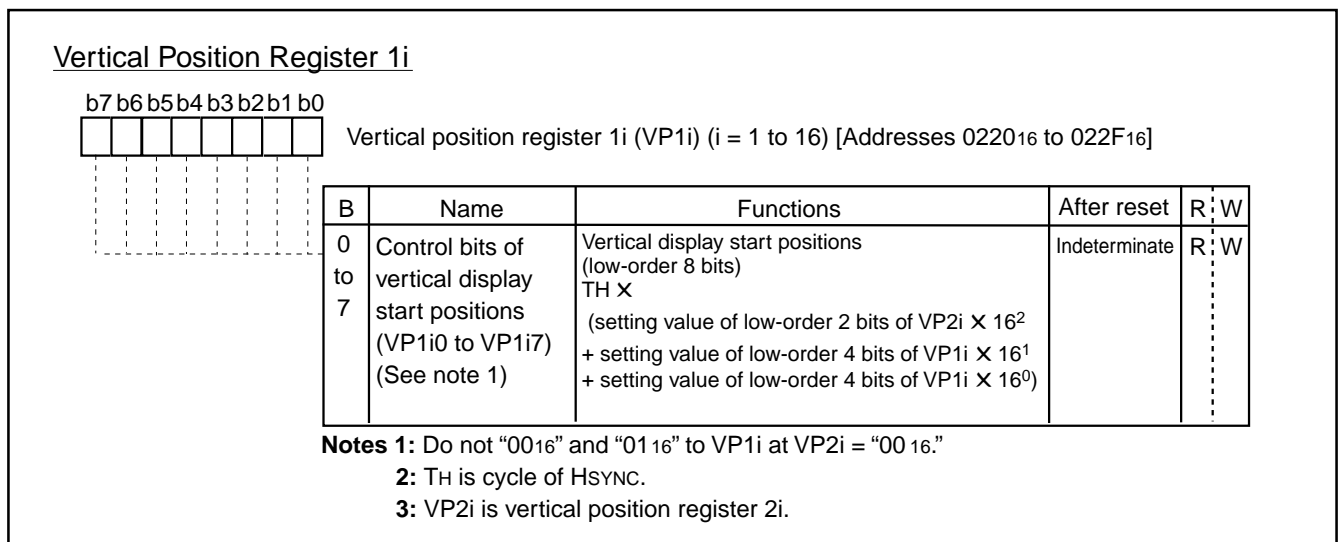 Vertical Position Register 1i
b7 b6 b5 b4 b3 b2 b1 b0
Vertical position register 1i (VP1i) (i = 1 to 16) [Addresses 022016 to 022F16]
B Name Functions After reset R W
0 to 7
Control bits of
vertical display
start positions
(VP1i0 to VP1i7)
(See note 1)
Vertical display start positions
(low-order 8 bits)
TH ×
(setting value of low-order 2 bits of VP2i × 16²
+ setting value of low-order 4 bits of VP1i × 16¹
+ setting value of low-order 4 bits of VP1i × 16⁰)
Indeterminate R W
Notes 1: Do not “0016” and “0116” to VP1i at VP2i = “0016.”
2: TH is cycle of HSYNC.
3: VP2i is vertical position register 2i.